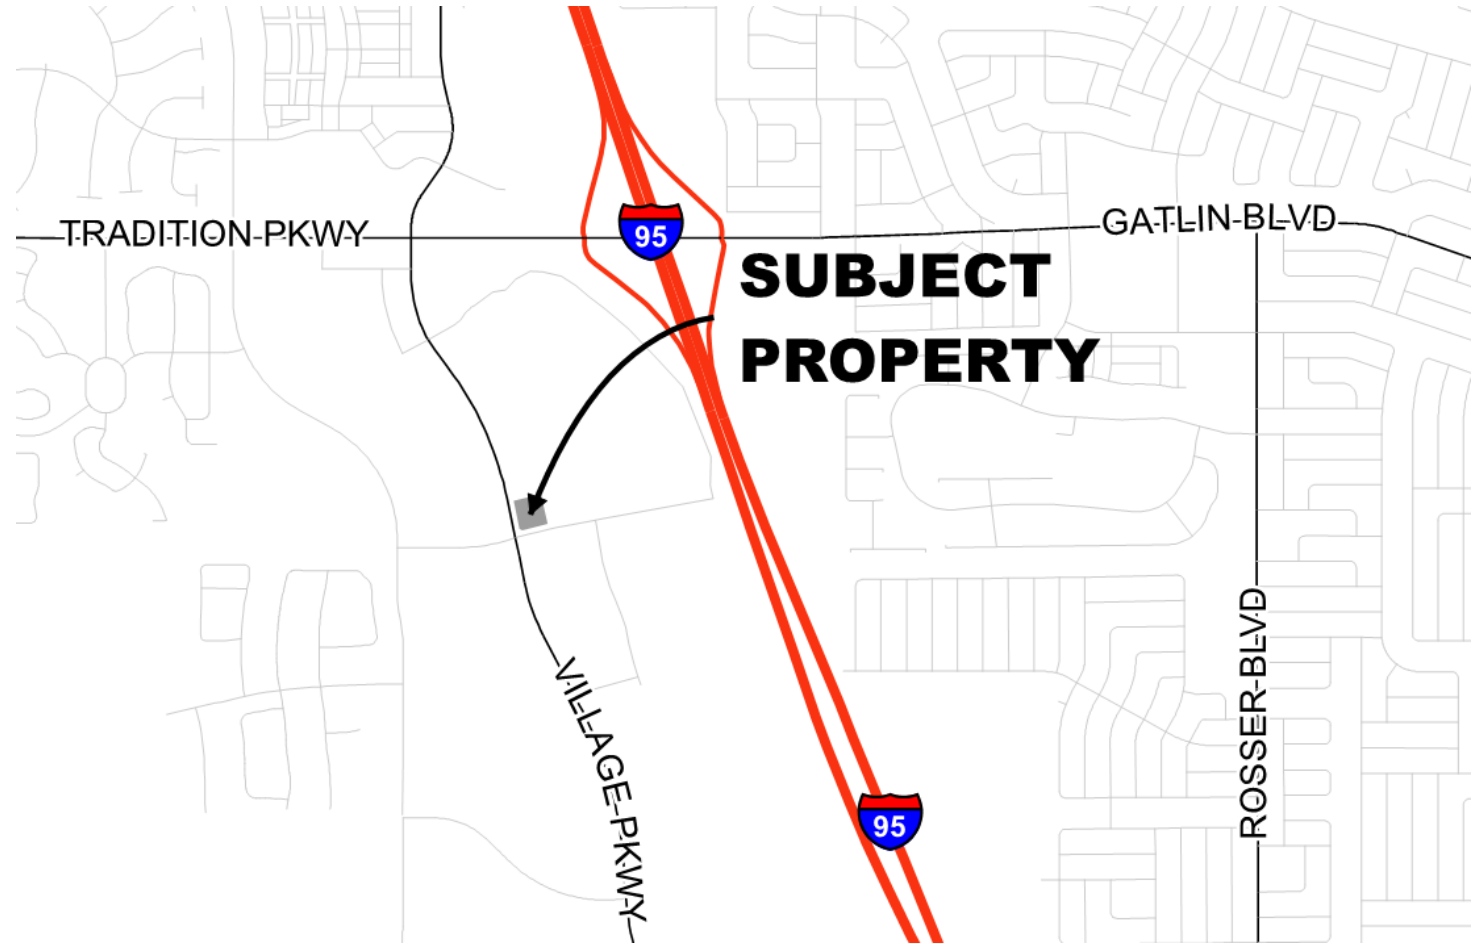 TRADITION PKWY
GATLIN BLVD
95
SUBJECT
PROPERTY
ROSSER BLVD
VILLAGE PKWY
95